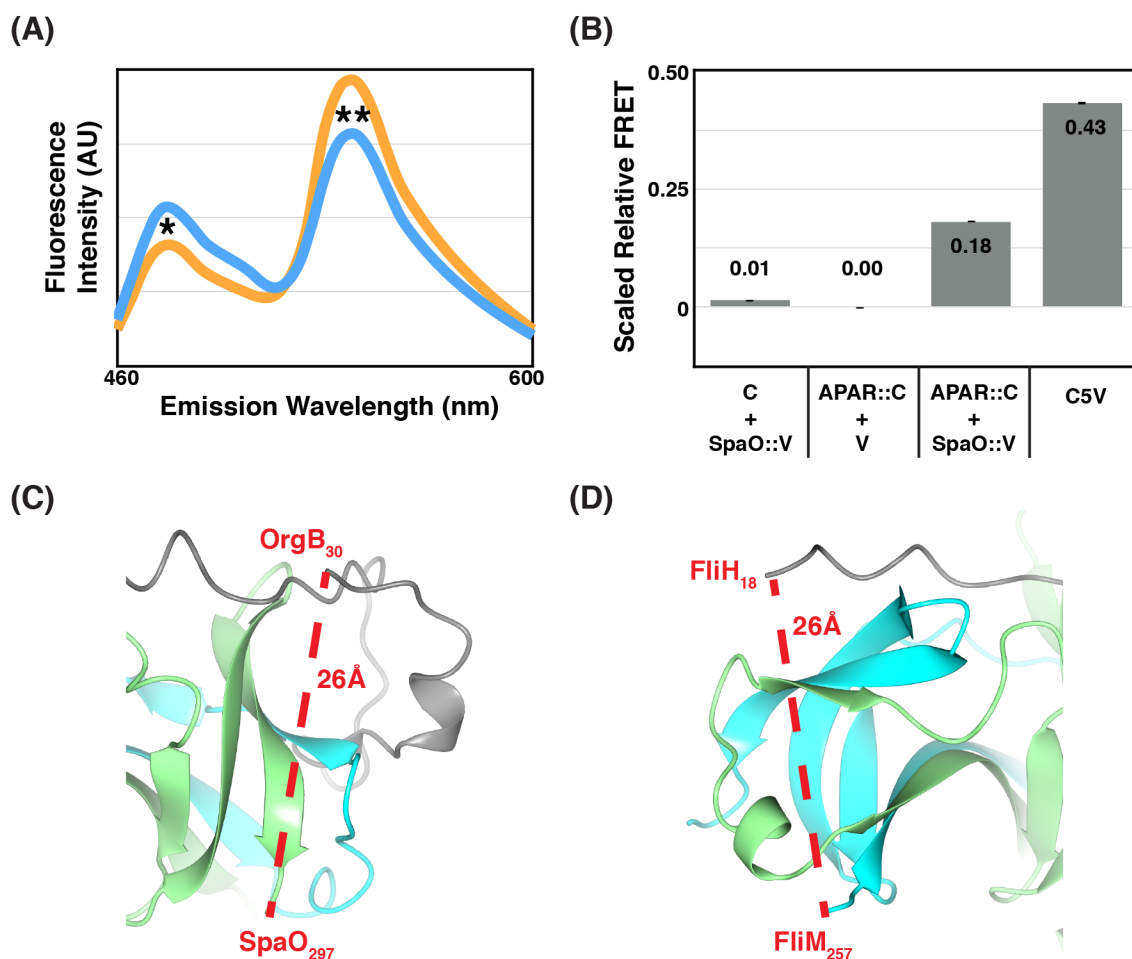 (A)
Fluorescence
Intensity (AU)
*
**
460
600
Emission Wavelength (nm)
(B)
Scaled Relative FRET
0.50
0.25
0
0.01
0.00
0.18
0.43
C
+
SpaO::V
APAR::C
+
V
APAR::C
+
SpaO::V
C5V
(C)
OrgB30
26Å
SpaO297
(D)
FliH18
26Å
FliM257